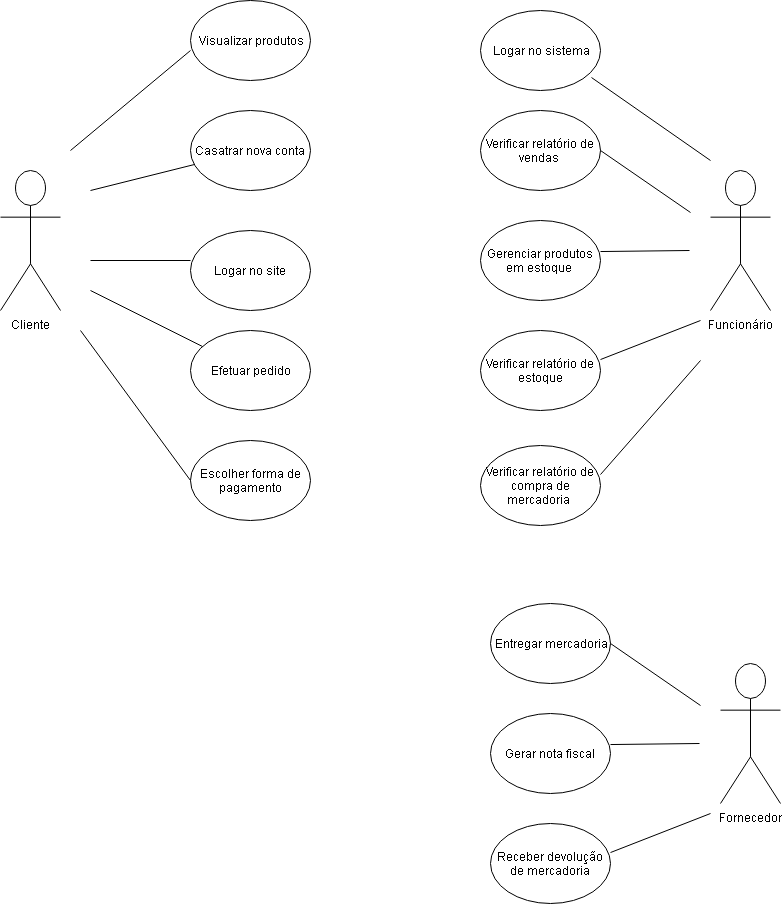 Visualizar produtos
Casatrar nova conta
Logar no site
Cliente
Efetuar pedido
Escolher forma de
pagamento
Logar no sistema
Verificar relatório de
vendas
Gerenciar produtos
em estoque
Funcionário
Verificar relatório de
estoque
Verificar relatório de
compra de
mercadoria
Entregar mercadoria
Gerar nota fiscal
Fornecedor
Receber devolução
de mercadoria